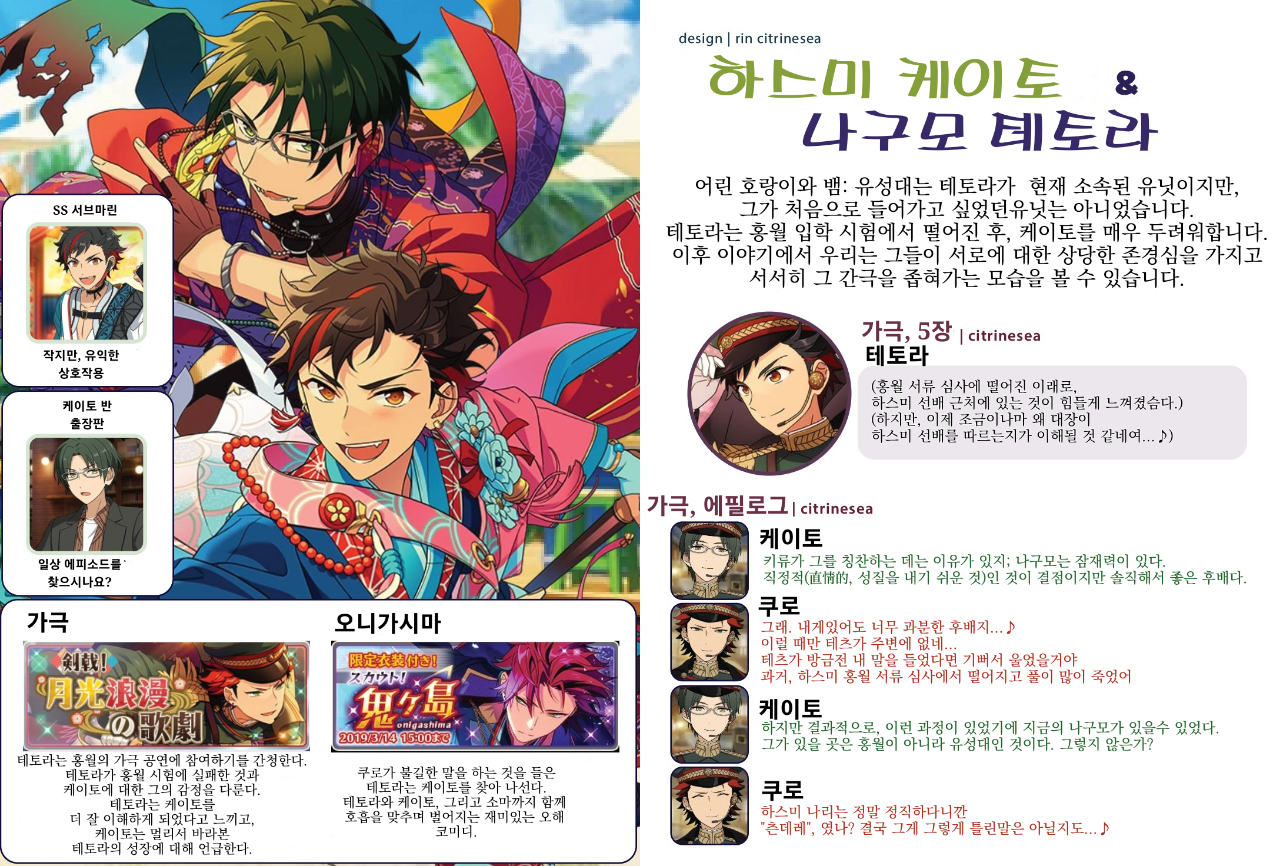 SS 서브마린
작지만, 유익한
상호작용
케이토 반
출장판
일상 에피소드를`
찾으시나요?
가극
剣戟!
月光浪漫
の歌劇
테토라는 홍월의 가극 공연에 참여하기를 간청한다.
테토라가 홍월 시험에 실패한 것과
케이토에 대한 그의 감정을 다룬다.
테토라는 케이토를
더 잘 이해하게 되었다고 느끼고,
케이토는 멀리서 바라본
테토라의 성장에 대해 언급한다.
오니가시마
限定衣装付き!
スカウト!
鬼ヶ島
onigashima
2019/3/14 15:00まで
쿠로가 불길한 말을 하는 것을 들은
테토라는 케이토를 찾아 나선다.
테토라와 케이토, 그리고 소마까지 함께
호흡을 맞추며 벌어지는 재미있는 오해
코미디.
design | rin citrinesea
하스미 케이토 &
나구모 테토라
어린 호랑이와 뱀: 유성대는 테토라가 현재 소속된 유닛이지만,
그가 처음으로 들어가고 싶었던유닛는 아니었습니다.
테토라는 홍월 입학 시험에서 떨어진 후, 케이토를 매우 두려워합니다.
이후 이야기에서 우리는 그들이 서로에 대한 상당한 존경심을 가지고
서서히 그 간극을 좁혀가는 모습을 볼 수 있습니다.
가극, 5장 | citrinesea
테토라
(홍월 서류 심사에 떨어진 이래로,
하스미 선배 근처에 있는 것이 힘들게 느껴졌슴다.)
(하지만, 이제 조금이나마 왜 대장이
하스미 선배를 따르는지가 이해될 것 같네여...♪)
가극, 에필로그| citrinesea
케이토
키류가 그를 칭찬하는 데는 이유가 있지; 나구모는 잠재력이 있다.
직정적(直情的, 성질을 내기 쉬운 것)인 것이 결점이지만 솔직해서 좋은 후배다.
쿠로
그래. 내게있어도 너무 과분한 후배지...♪
이럴 때만 테츠가 주변에 없네...
테츠가 방금전 내 말을 들었다면 기뻐서 울었을거야
과거, 하스미 홍월 서류 심사에서 떨어지고 풀이 많이 죽었어
케이토
하지만 결과적으로, 이런 과정이 있었기에 지금의 나구모가 있을수 있었다.
그가 있을 곳은 홍월이 아니라 유성대인 것이다. 그렇지 않은가?
쿠로
하스미 나리는 정말 정직하다니깐
"츤데레", 였나? 결국 그게 그렇게 틀린말은 아닐지도...♪